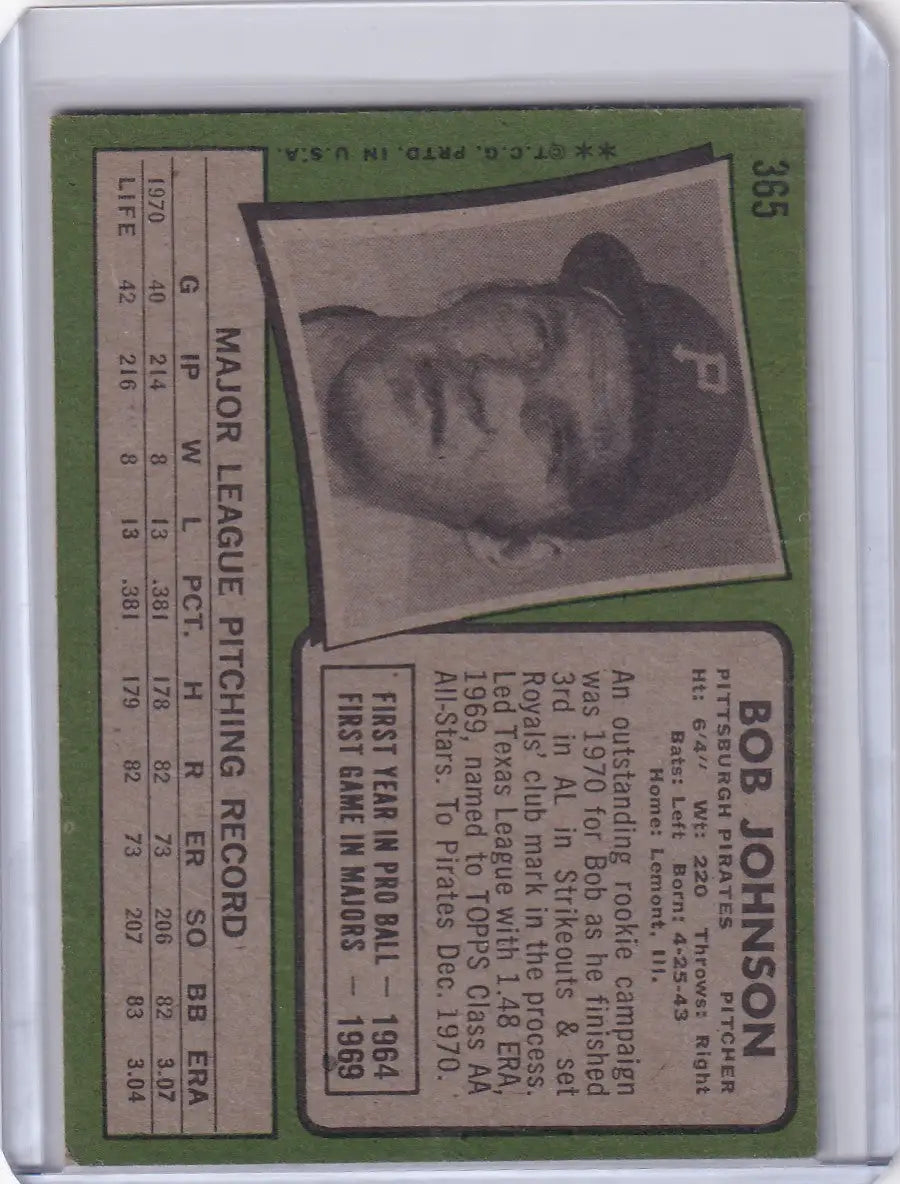 365
**©T.C.G. PRTD. IN U.S.A.
P
BOB JOHNSON
PITTSBURGH PIRATES PITCHER
Ht: 6'4" Wt: 220 Throws: Right
Bats: Left Born: 4-25-43
Home: Lemont, Ill.
An outstanding rookie campaign
was 1970 for Bob as he finished
3rd in AL in Strikeouts & set
Royals' club mark in the process.
Led Texas League with 1.48 ERA,
1969, named to TOPPS Class AA
All-Stars. To Pirates Dec. 1970.
FIRST YEAR IN PRO BALL — 1964
FIRST GAME IN MAJORS — 1969
MAJOR LEAGUE PITCHING RECORD
G IP W L PCT. H R ER SO BB ERA
1970 40 214 8 13 .381 178 82 73 206 82 3.07
LIFE 42 216 8 13 .381 179 82 73 207 83 3.04